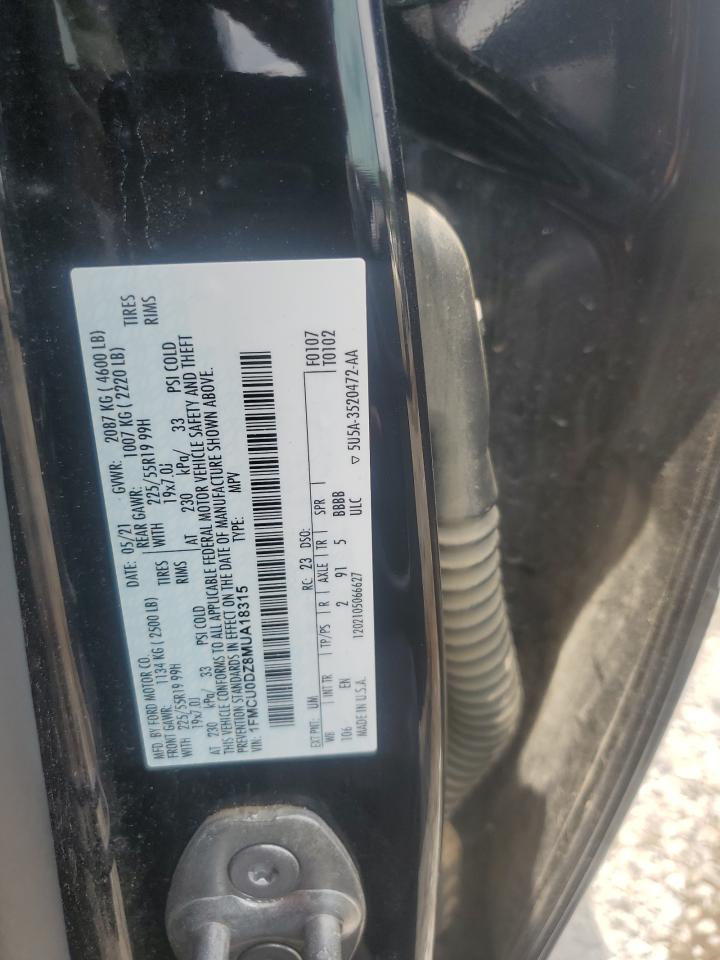 MFD. BY FORD MOTOR CO.
DATE: 05/21 GVWR: 2087 KG ( 4600 LB)
FRONT GAWR: 1134 KG ( 2500 LB) REAR GAWR: 1007 KG ( 2220 LB)
WITH 225/55R19 99H TIRES WITH 225/55R19 99H TIRES
19x7.0J RIMS 19x7.0J RIMS
AT 230 kPa/ 33 PSI COLD AT 230 kPa/ 33 PSI COLD
THIS VEHICLE CONFORMS TO ALL APPLICABLE FEDERAL MOTOR VEHICLE SAFETY AND THEFT
PREVENTION STANDARDS IN EFFECT ON THE DATE OF MANUFACTURE SHOWN ABOVE.
VIN: 1FMCU0DZ8MUA18315 TYPE: MPV
EXT PNT: UM RC: 23 DSO: F0107
WB INT TR TP/PS R AXLE TR SPR T0102
106 EN 2 91 5 BBBB
MADE IN U.S.A. 1202105066627 ULC ▽ 5U5A-3520472-AA